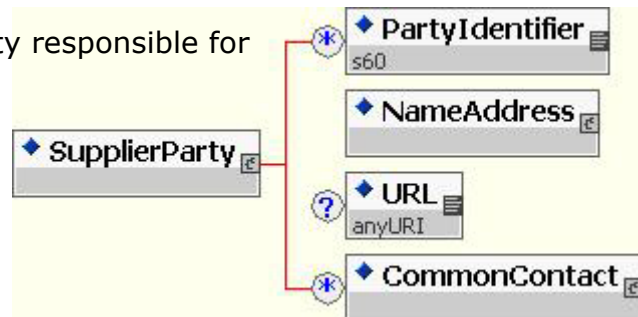 ty responsible for
PartyIdentifier
s60
NameAddress
SupplierParty
?
URL
anyURI
*
CommonContact
*